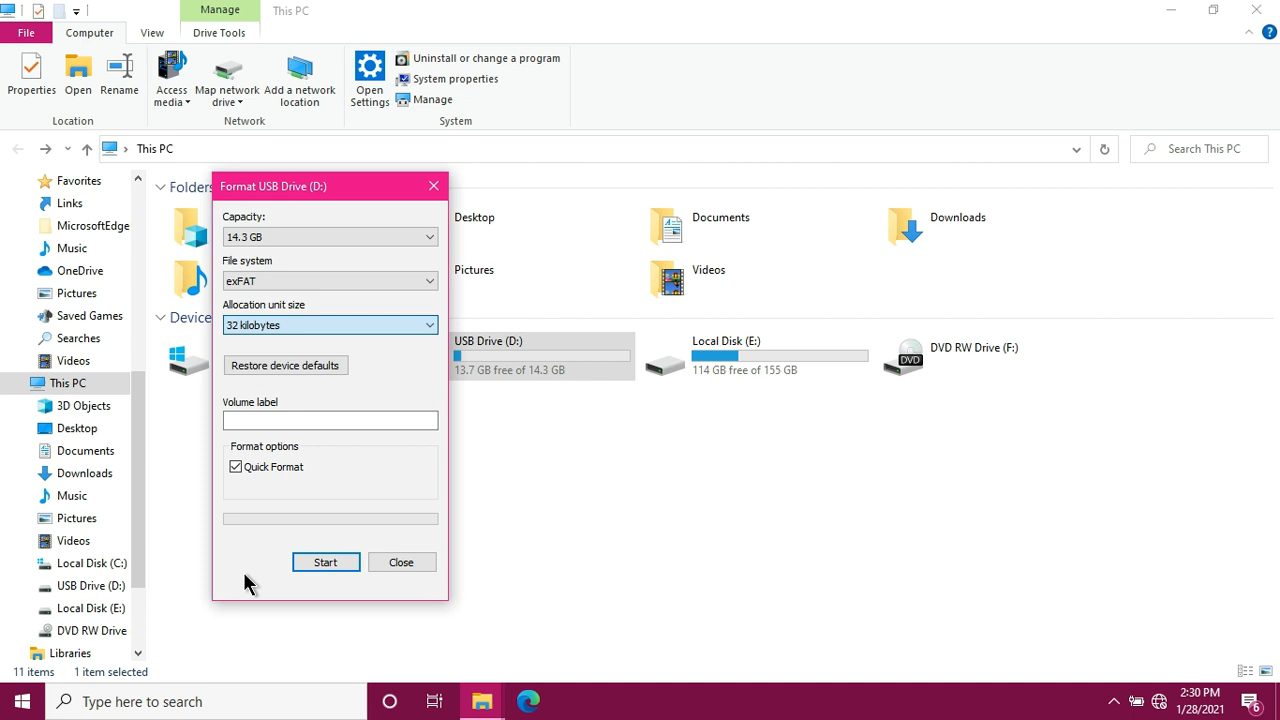 Manage
This PC
File
Computer
View
Drive Tools
Properties
Open
Rename
Access media
Map network drive
Add a network location
Open Settings
Uninstall or change a program
System properties
Manage
Location
Network
System
This PC
Search This PC
Favorites
Links
MicrosoftEdge
Music
OneDrive
Pictures
Saved Games
Searches
Videos
This PC
3D Objects
Desktop
Documents
Downloads
Music
Pictures
Videos
Local Disk (C:)
USB Drive (D:)
Local Disk (E:)
DVD RW Drive
Libraries
Folders
Desktop
Documents
Downloads
Pictures
Videos
Device
USB Drive (D:)
13.7 GB free of 14.3 GB
Local Disk (E:)
114 GB free of 155 GB
DVD
DVD RW Drive (F:)
Format USB Drive (D:)
Capacity:
14.3 GB
File system
exFAT
Allocation unit size
32 kilobytes
Restore device defaults
Volume label
Format options
Quick Format
Start
Close
11 items
1 item selected
Type here to search
2:30 PM
1/28/2021
6